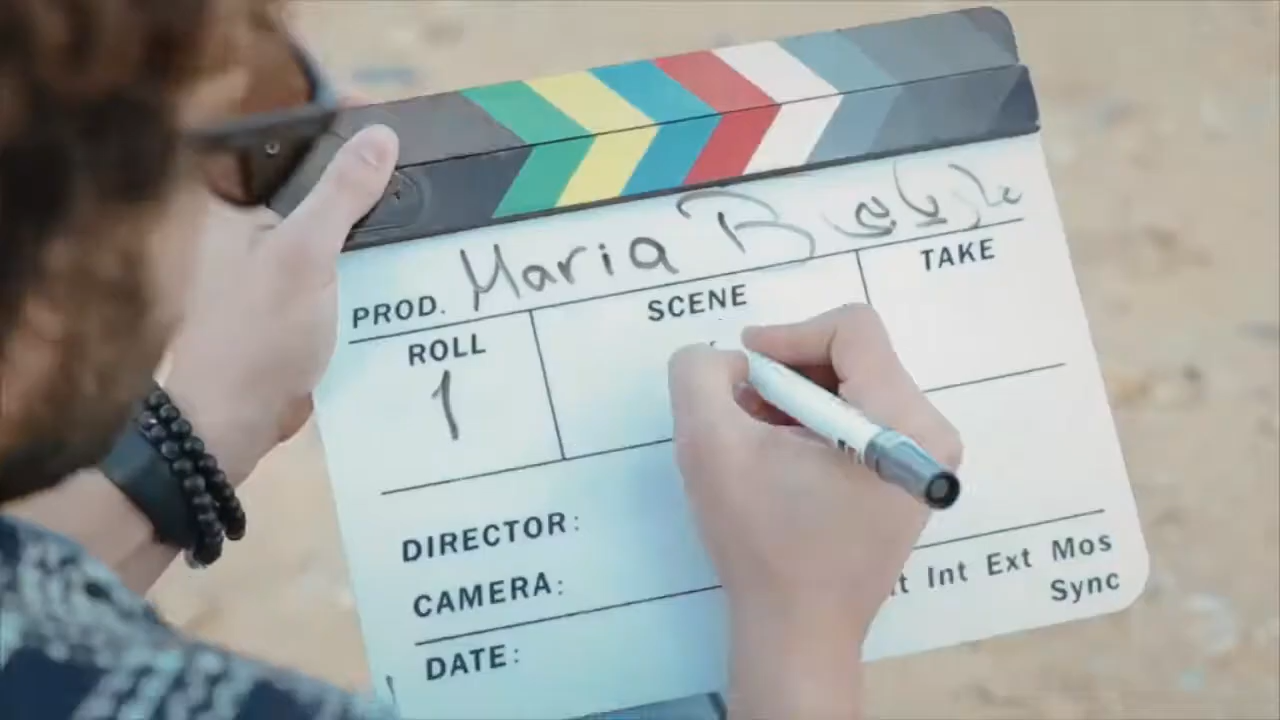 PROD. Maria
ROLL SCENE TAKE
1
DIRECTOR:
CAMERA:
Int Ext Mos
DATE:
Sync